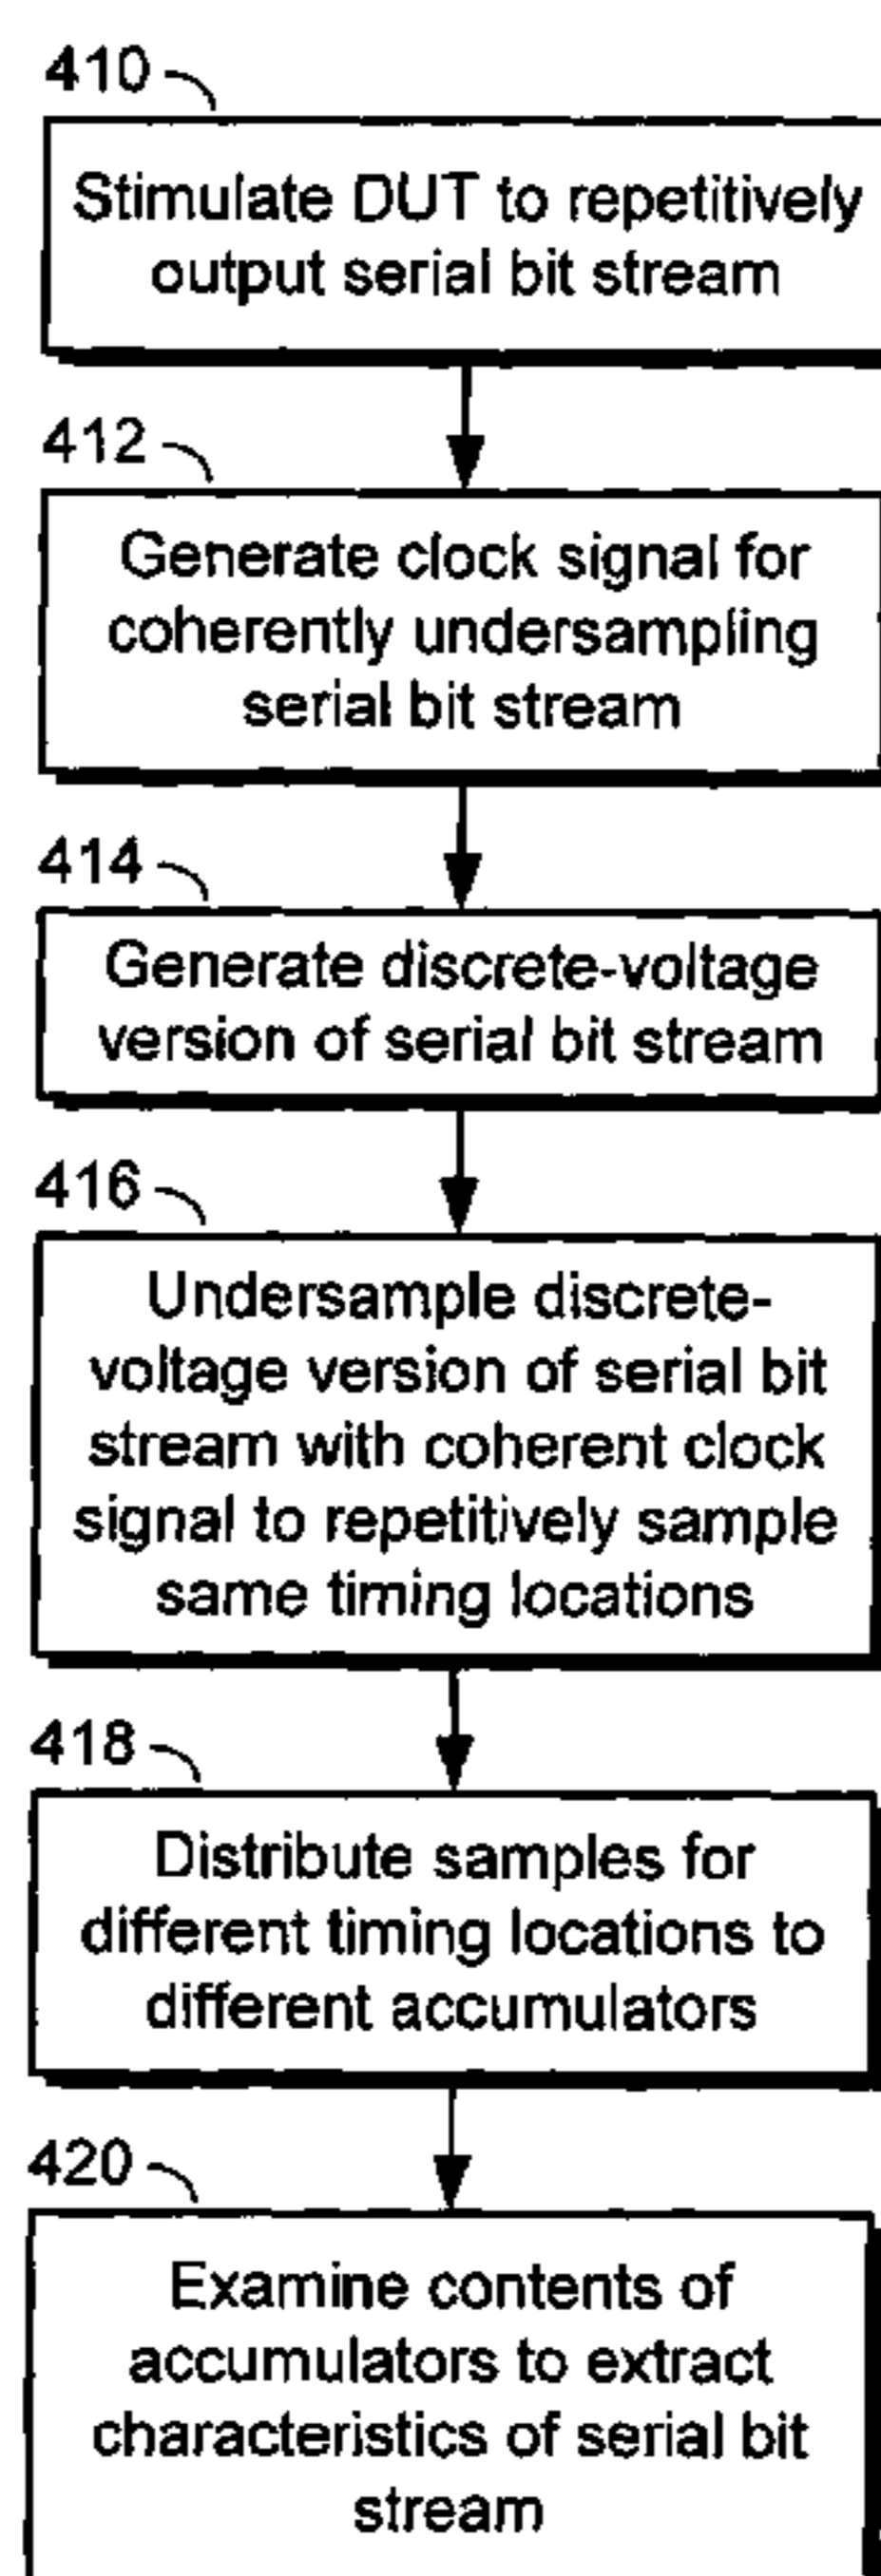 410
Stimulate DUT to repetitively
output serial bit stream
412
Generate clock signal for
coherently undersampling
serial bit stream
414
Generate discrete-voltage
version of serial bit stream
416
Undersample discrete-
voltage version of serial bit
stream with coherent clock
signal to repetitively sample
same timing locations
418
Distribute samples for
different timing locations to
different accumulators
420
Examine contents of
accumulators to extract
characteristics of serial bit
stream